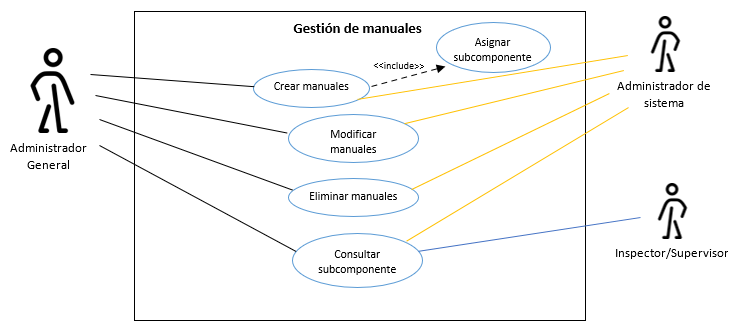 Gestión de manuales
Asignar
subcomponente
<<include>>
Crear manuales
Administrador de
sistema
Modificar
manuales
Administrador
General
Eliminar manuales
Consultar
subcomponente
Inspector/Supervisor